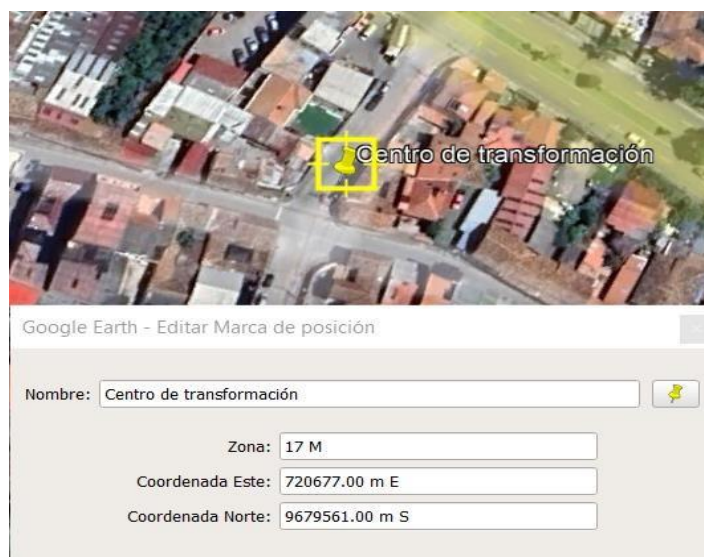 Centro de transformación
Google Earth - Editar Marca de posición
Nombre: Centro de transformación
Zona: 17 M
Coordenada Este: 720677.00 m E
Coordenada Norte: 9679561.00 m S